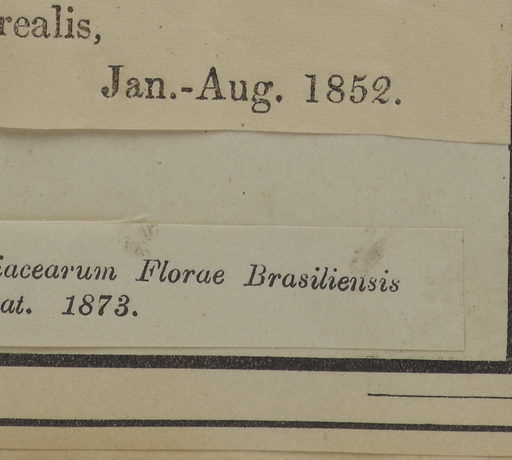 realis,
Jan.-Aug. 1852.
iacearum Florae Brasiliensis
at. 1873.